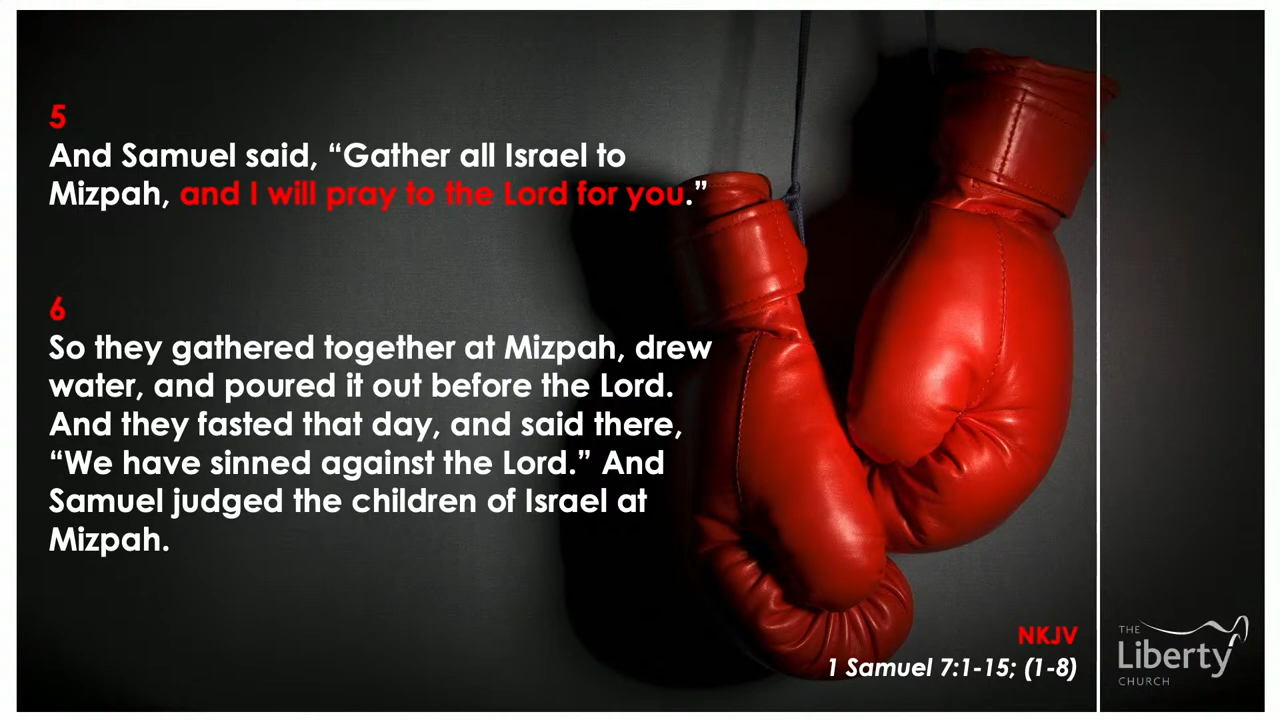 5
And Samuel said, “Gather all Israel to
Mizpah, and I will pray to the Lord for you.”
6
So they gathered together at Mizpah, drew
water, and poured it out before the Lord.
And they fasted that day, and said there,
“We have sinned against the Lord.” And
Samuel judged the children of Israel at
Mizpah.
NKJV
1 Samuel 7:1-15; (1-8)
THE
Liberty
CHURCH